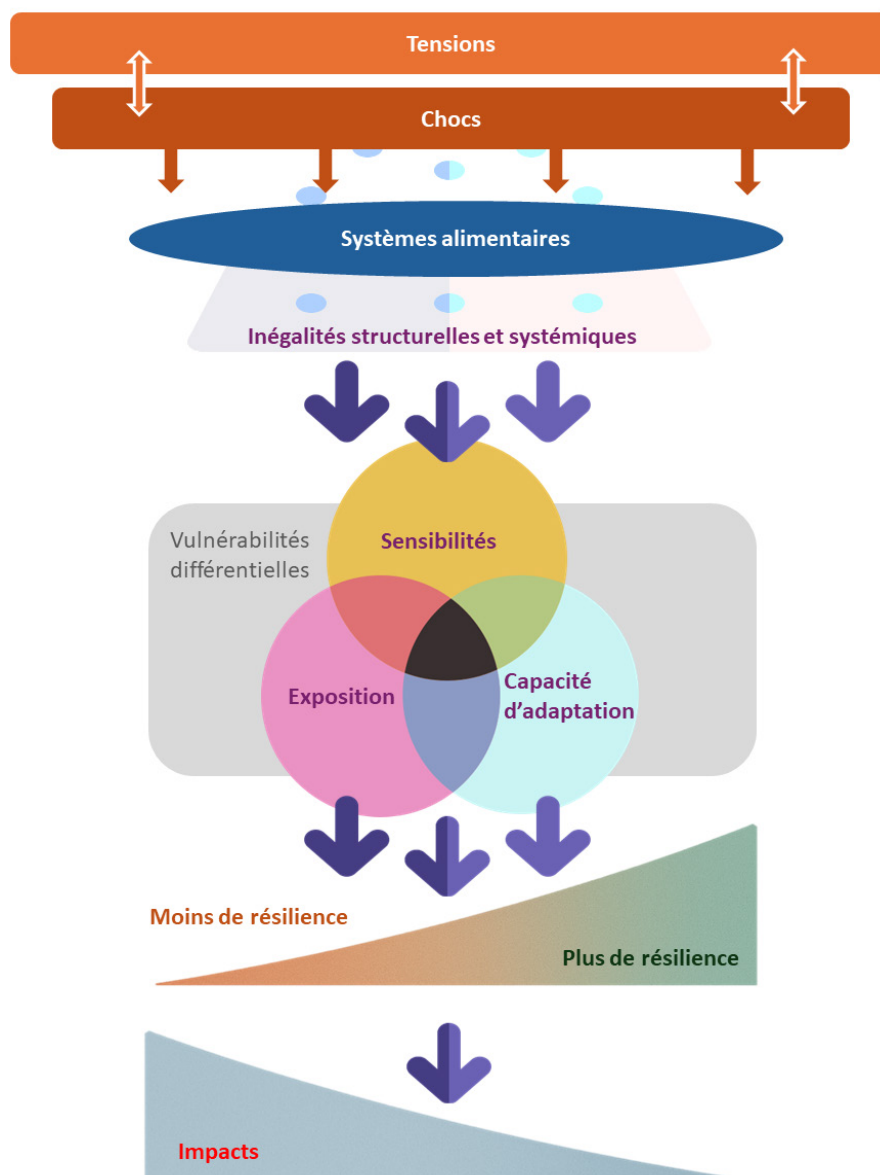 Tensions
Chocs
Systèmes alimentaires
Inégalités structurelles et systémiques
Vulnérabilités
différentielles
Sensibilités
Exposition
Capacité
d’adaptation
Moins de résilience
Plus de résilience
Impacts